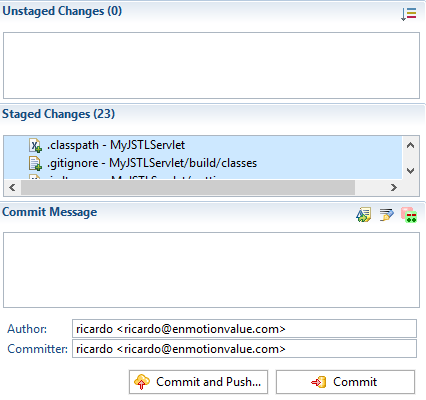 Unstaged Changes (0)
Staged Changes (23)
.classpath - MyJSTLServlet
.gitignore - MyJSTLServlet/build/classes
Commit Message
Author: ricardo <ricardo@enmotionvalue.com>
Committer: ricardo <ricardo@enmotionvalue.com>
Commit and Push... Commit